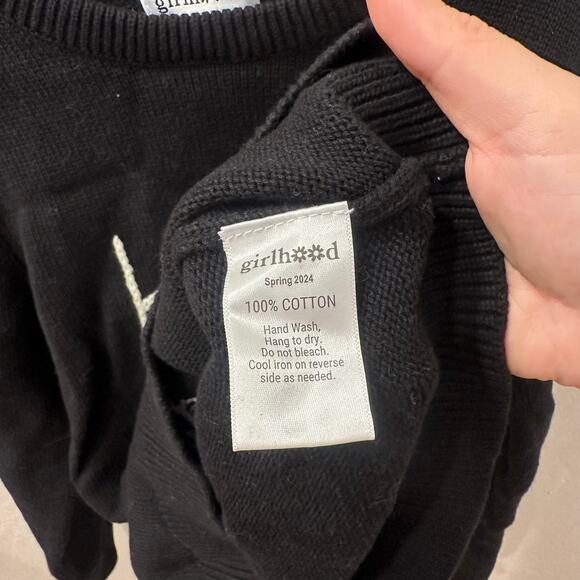 girlhood
girlhood
Spring 2024
100% COTTON
Hand Wash,
Hang to dry.
Do not bleach.
Cool iron on reverse
side as needed.